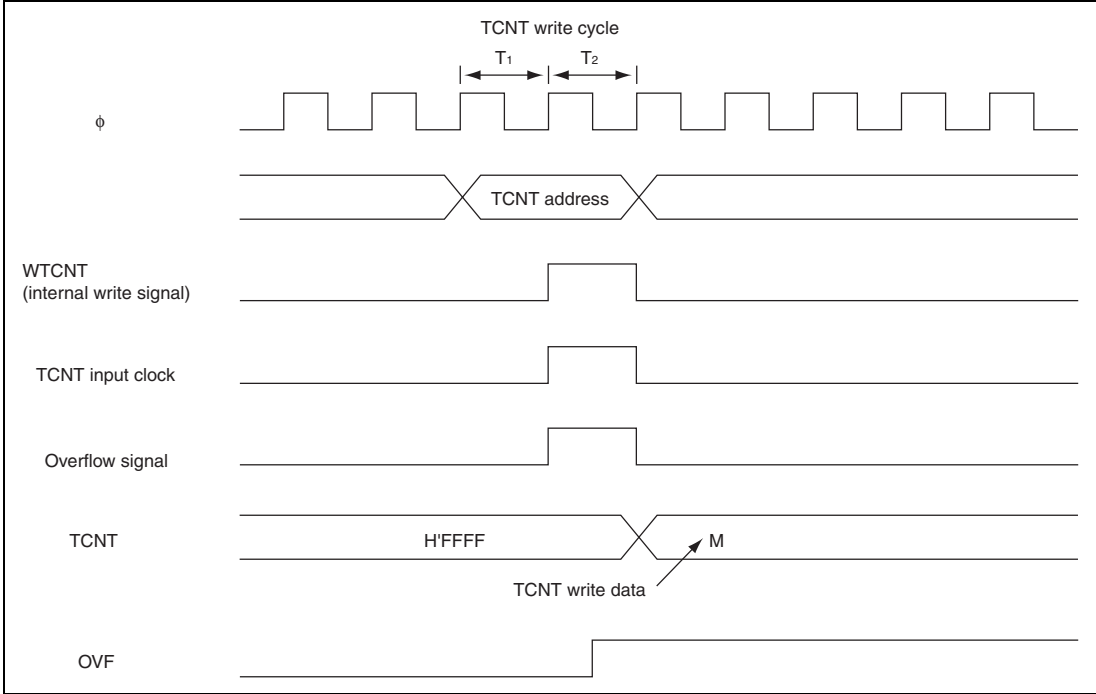 TCNT write cycle
T1 T2
ϕ
TCNT address
WTCNT
(internal write signal)
TCNT input clock
Overflow signal
TCNT H'FFFF M
TCNT write data
OVF